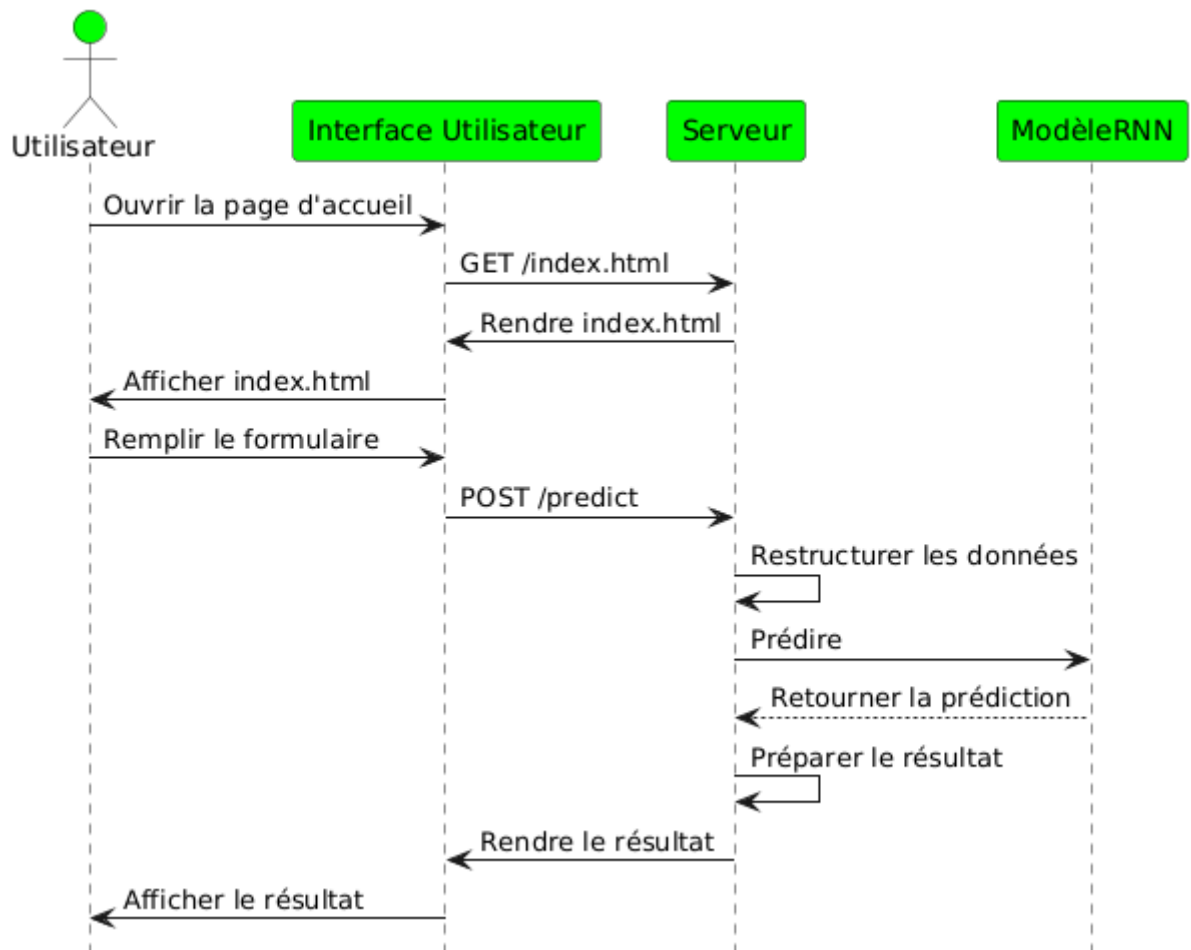 Utilisateur
Interface Utilisateur
Serveur
ModèleRNN
Ouvrir la page d'accueil
GET /index.html
Rendre index.html
Afficher index.html
Remplir le formulaire
POST /predict
Restructurer les données
Prédire
Retourner la prédiction
Préparer le résultat
Rendre le résultat
Afficher le résultat